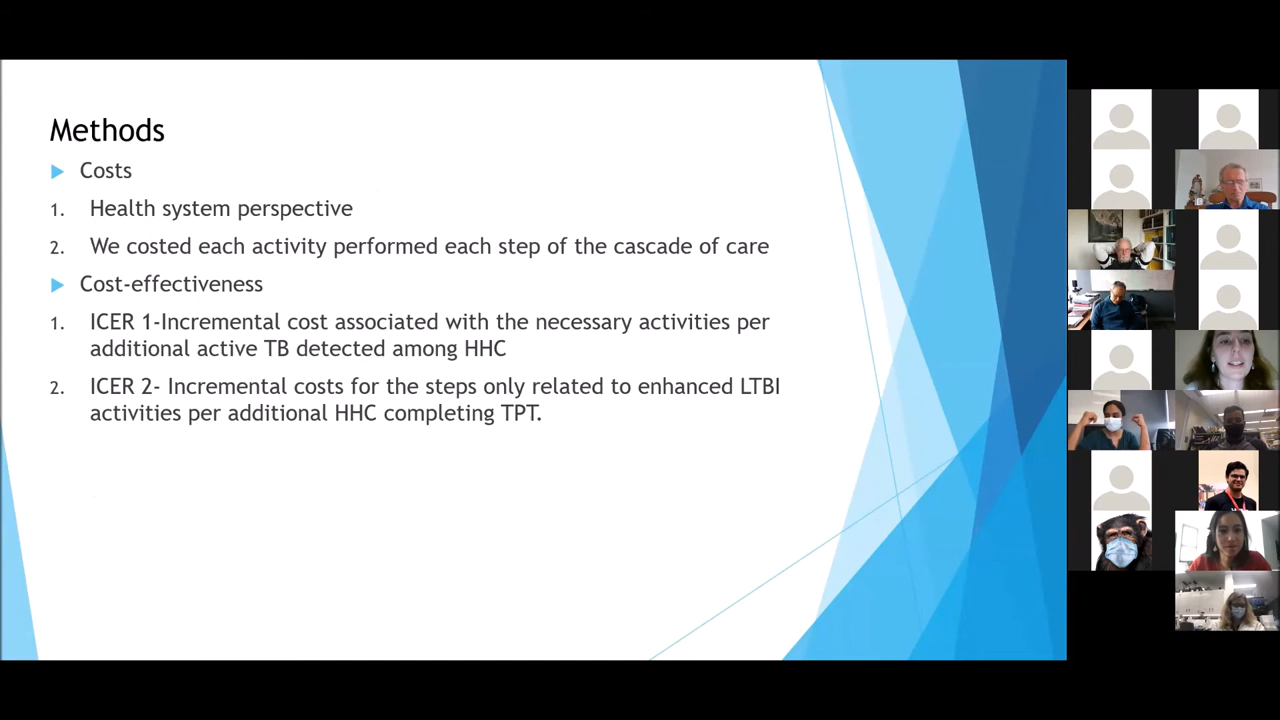 Methods
Costs
1. Health system perspective
2. We costed each activity performed each step of the cascade of care
Cost-effectiveness
1. ICER 1-Incremental cost associated with the necessary activities per
additional active TB detected among HHC
2. ICER 2- Incremental costs for the steps only related to enhanced LTBI
activities per additional HHC completing TPT.